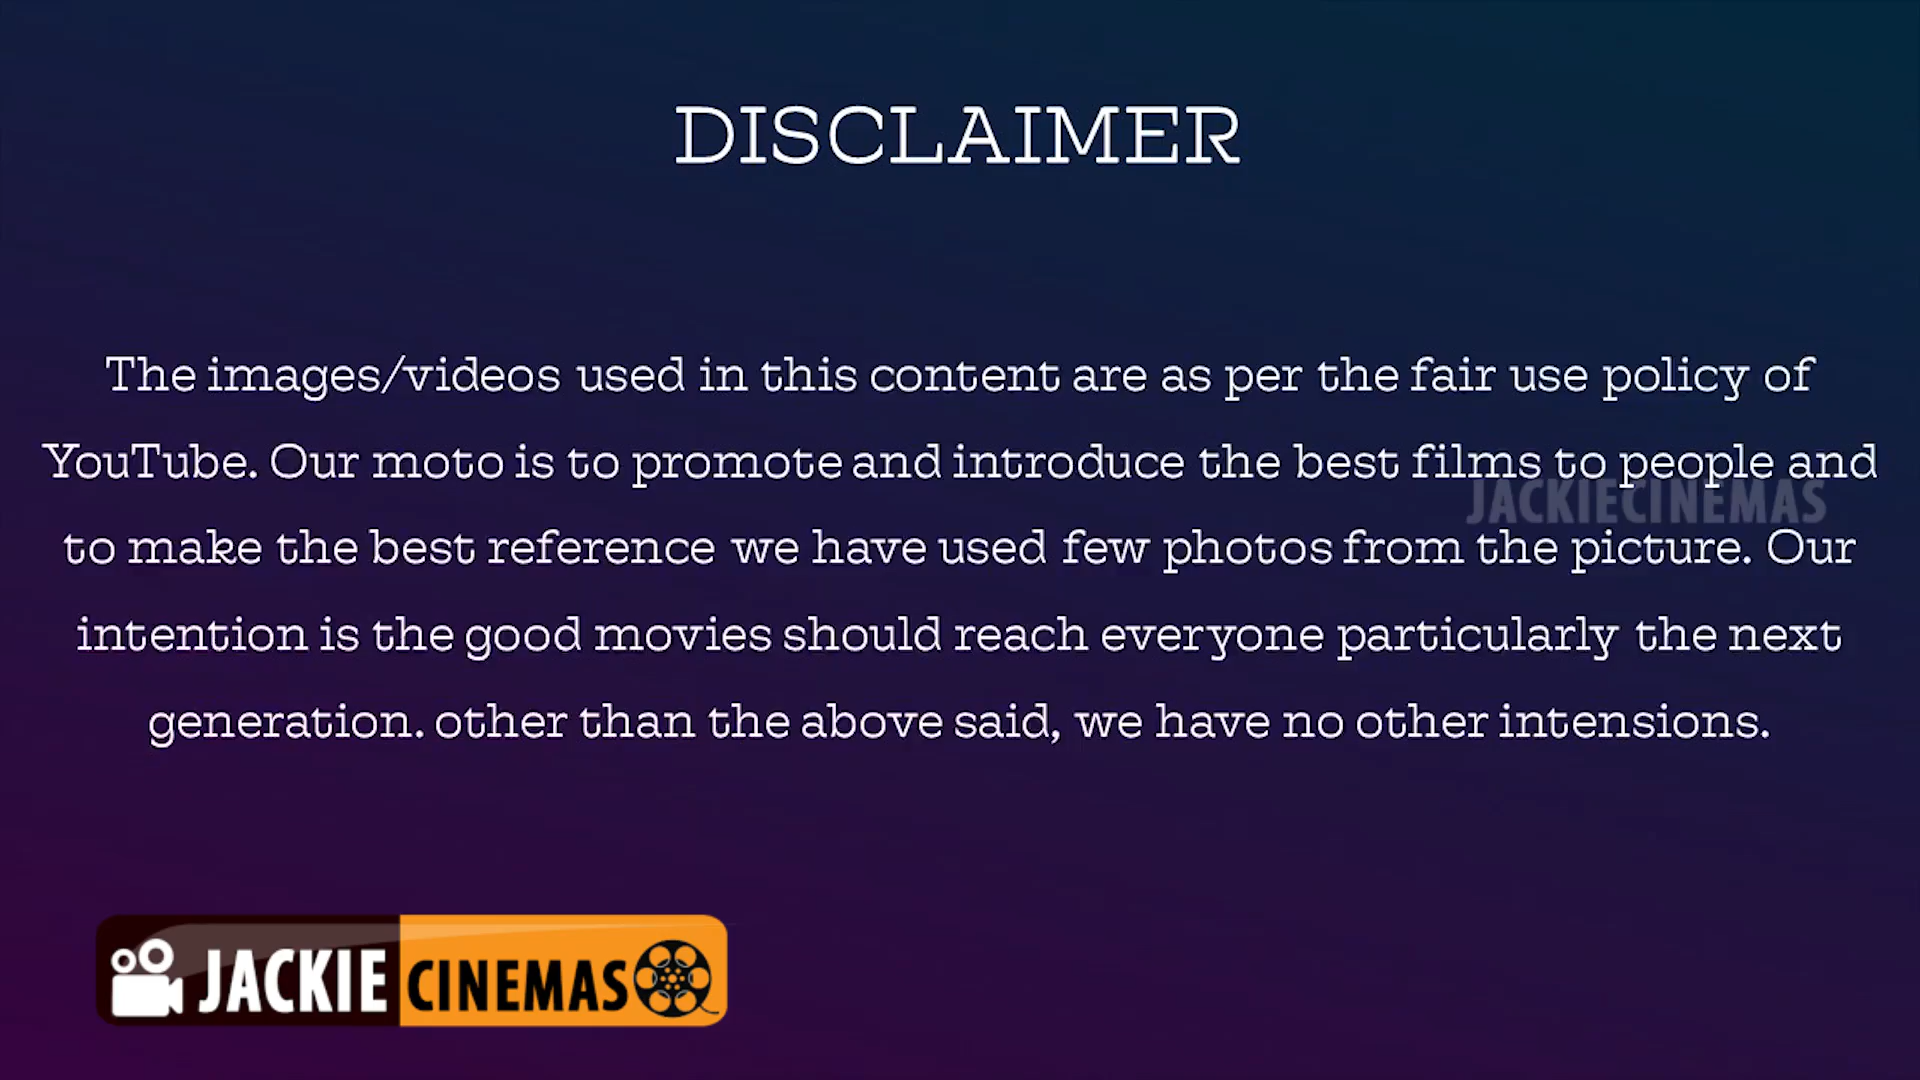 DISCLAIMER
The images/videos used in this content are as per the fair use policy of
YouTube. Our moto is to promote and introduce the best films to people and
JACKIECINEMAS
to make the best reference we have used few photos from the picture. Our
intention is the good movies should reach everyone particularly the next
generation. other than the above said, we have no other intensions.
JACKIE CINEMAS